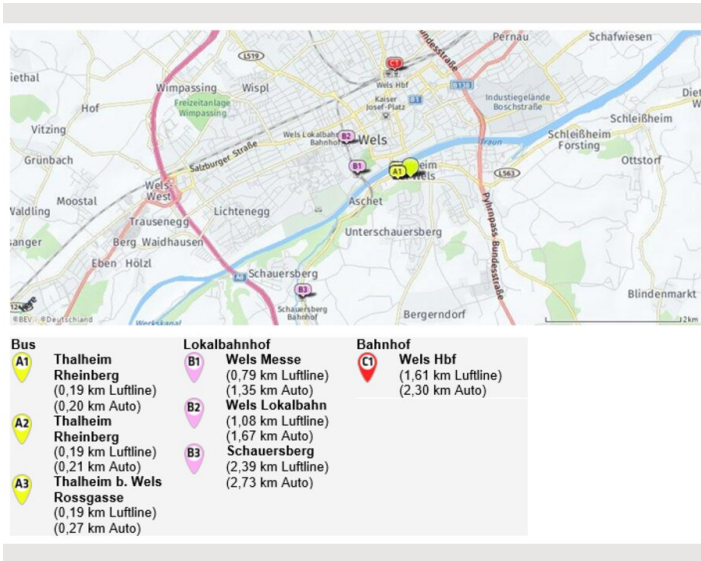 Pernau
Schafwiesen
L519
Wels Hbf
C1
Wimpassing
Wispl
Kaiser
Josef-Platz
B1
Industiegelände
Boschstraße
Hof
Freizeitanlage
Wimpassing
Schleißheim
Vitzing
Wels Lokalbahn
Bahnhof
B2
Wels
Traun
Schleißheim
Forsting
Grünbach
Salzburger Straße
B1
A1
L563
Ottstorf
Wels-
West
Moostal
Aschet
Lichtenegg
Trausenegg
Unterschauersberg
Pyhrnpass-Bundesstraße
Berg
Waidhausen
Eben
Hölzl
Schauersberg
B3
Schauersberg
Bahnhof
Blindenmarkt
Bergerndorf
©BEV
©Deutschland
2km
Bus
A1
Thalheim
Rheinberg
(0,19 km Luftline)
(0,20 km Auto)
A2
Thalheim
Rheinberg
(0,19 km Luftline)
(0,21 km Auto)
A3
Thalheim b. Wels
Rossgasse
(0,19 km Luftline)
(0,27 km Auto)
Lokalbahnhof
B1
Wels Messe
(0,79 km Luftline)
(1,35 km Auto)
B2
Wels Lokalbahn
(1,08 km Luftline)
(1,67 km Auto)
B3
Schauersberg
(2,39 km Luftline)
(2,73 km Auto)
Bahnhof
C1
Wels Hbf
(1,61 km Luftline)
(2,30 km Auto)